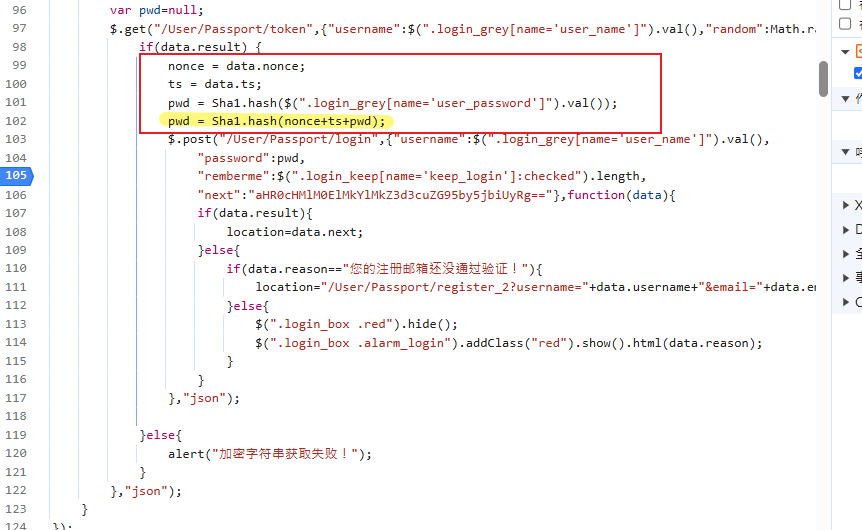 96 var pwd=null;
97 $.get("/User/Passport/token",{"username":$(".login_grey[name='user_name']").val(),"random":Math.ra
98 if(data.result) {
99 nonce = data.nonce;
100 ts = data.ts;
101 pwd = Sha1.hash($(".login_grey[name='user_password']").val());
102 pwd = Sha1.hash(nonce+ts+pwd);
103 $.post("/User/Passport/login",{"username":$(".login_grey[name='user_name']").val(),
104 "password":pwd,
105 "remberme":$(".login_keep[name='keep_login']:checked").length,
106 "next":"aHR0cHMlM0ElMkYlMkZ3d3cuZG95by5jbiUyRg=="},function(data){
107 if(data.result){
108 location=data.next;
109 }else{
110 if(data.reason=="您的注册邮箱还没通过验证！"){
111 location="/User/Passport/register_2?username="+data.username+"&email="+data.em
112 }else{
113 $(".login_box .red").hide();
114 $(".login_box .alarm_login").addClass("red").show().html(data.reason);
115 }
116 }
117 },"json");
118
119 }else{
120 alert("加密字符串获取失败！");
121 }
122 },"json");
123 }
124 });